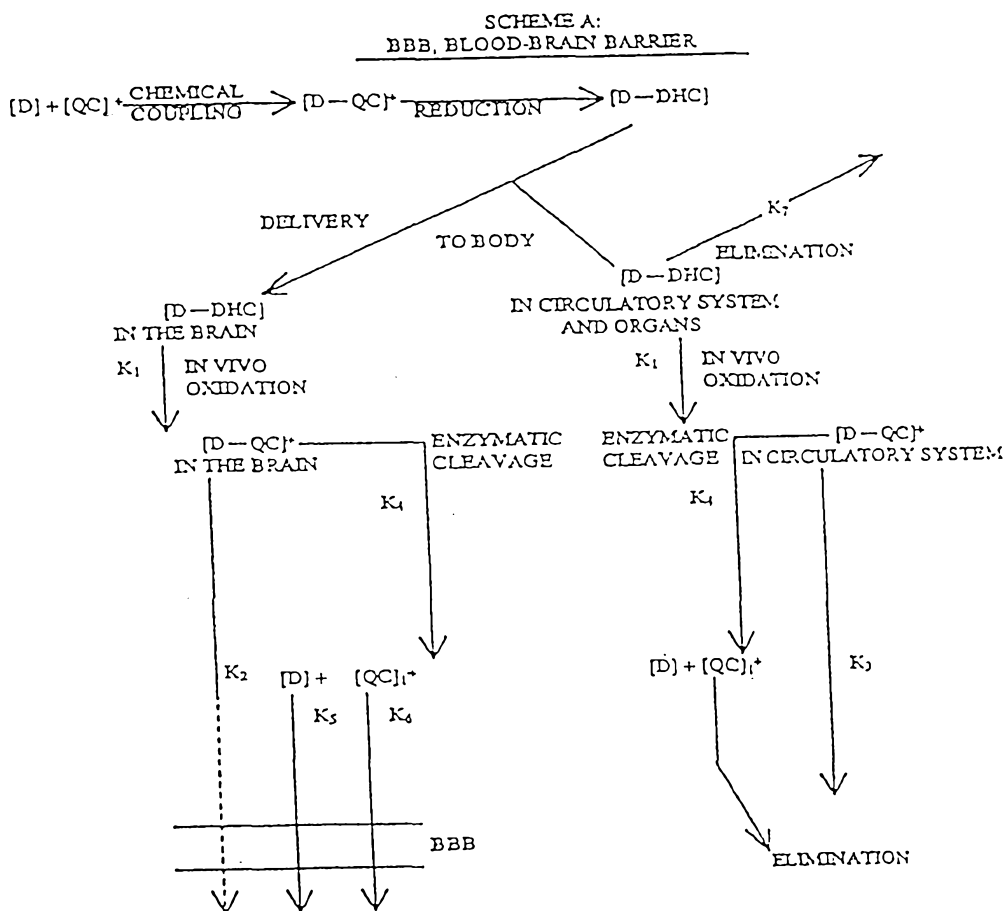 SCHEME A:
BBB, BLOOD-BRAIN BARRIER
[D] + [QC]⁺ CHEMICAL COUPLING [D—QC]⁺ REDUCTION [D—DHC]
DELIVERY
TO BODY
K₇
ELIMINATION
[D—DHC]
IN THE BRAIN
[D—DHC]
IN CIRCULATORY SYSTEM
AND ORGANS
K₁
IN VIVO
OXIDATION
K₁
IN VIVO
OXIDATION
[D—QC]⁺
IN THE BRAIN
ENZYMATIC
CLEAVAGE
ENZYMATIC
CLEAVAGE
[D—QC]⁺
IN CIRCULATORY SYSTEM
K₄
K₄
K₂
[D] + [QC]₁⁺
K₅
K₆
[D] + [QC]₁⁺
K₃
BBB
ELIMINATION